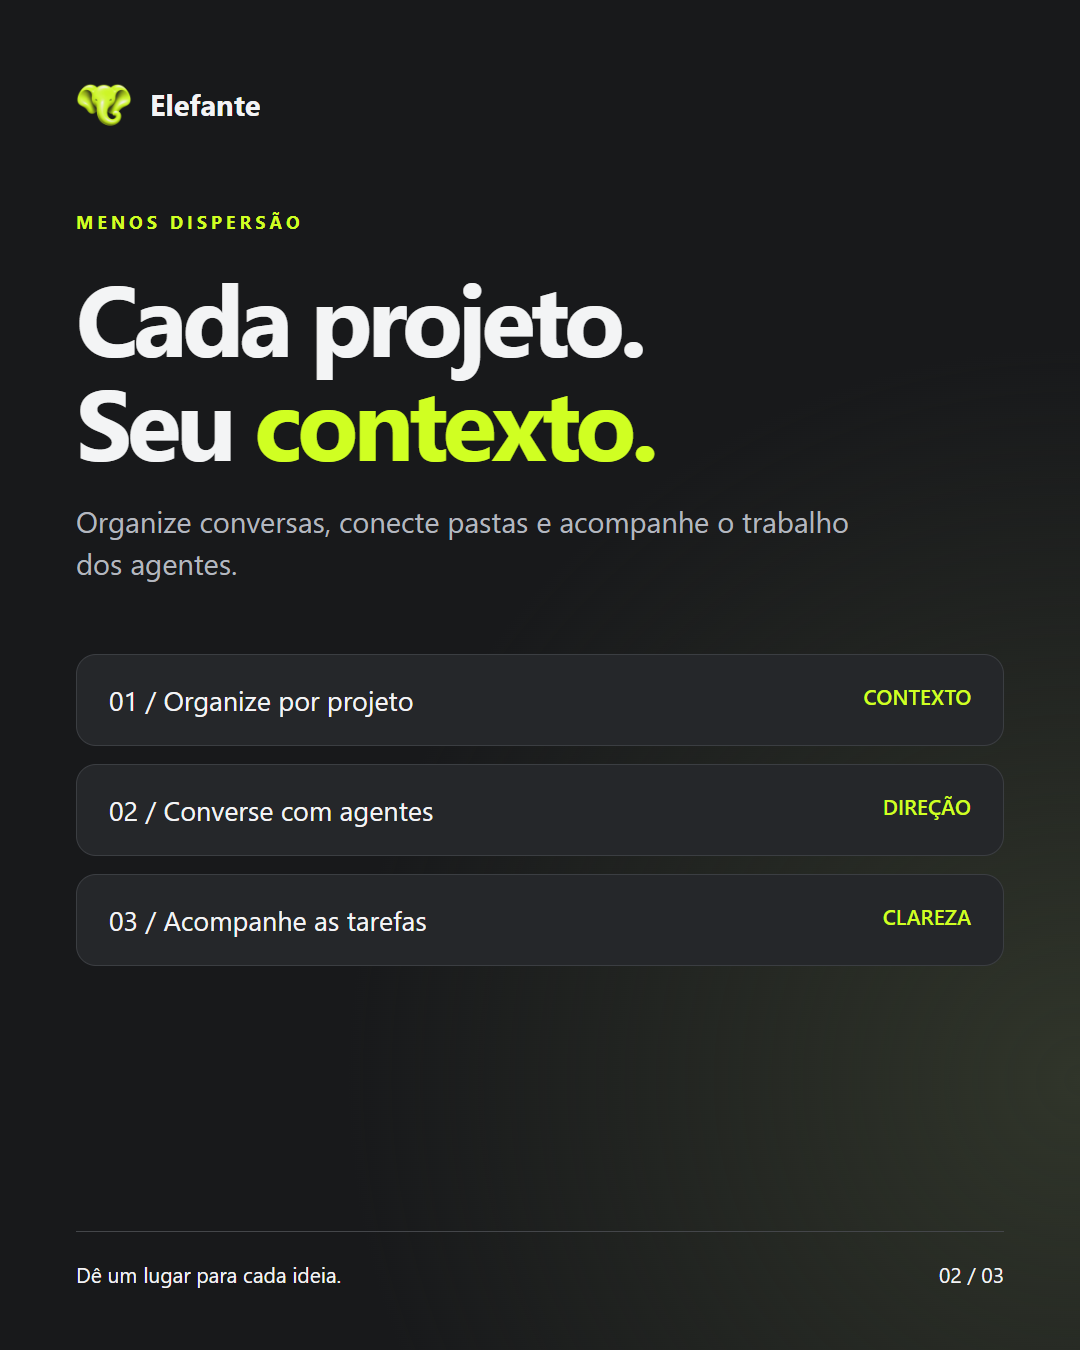 Elefante
MENOS DISPERSÃO
Cada projeto.
Seu contexto.
Organize conversas, conecte pastas e acompanhe o trabalho
dos agentes.
01 / Organize por projeto CONTEXTO
02 / Converse com agentes DIREÇÃO
03 / Acompanhe as tarefas CLAREZA
Dê um lugar para cada ideia. 02 / 03